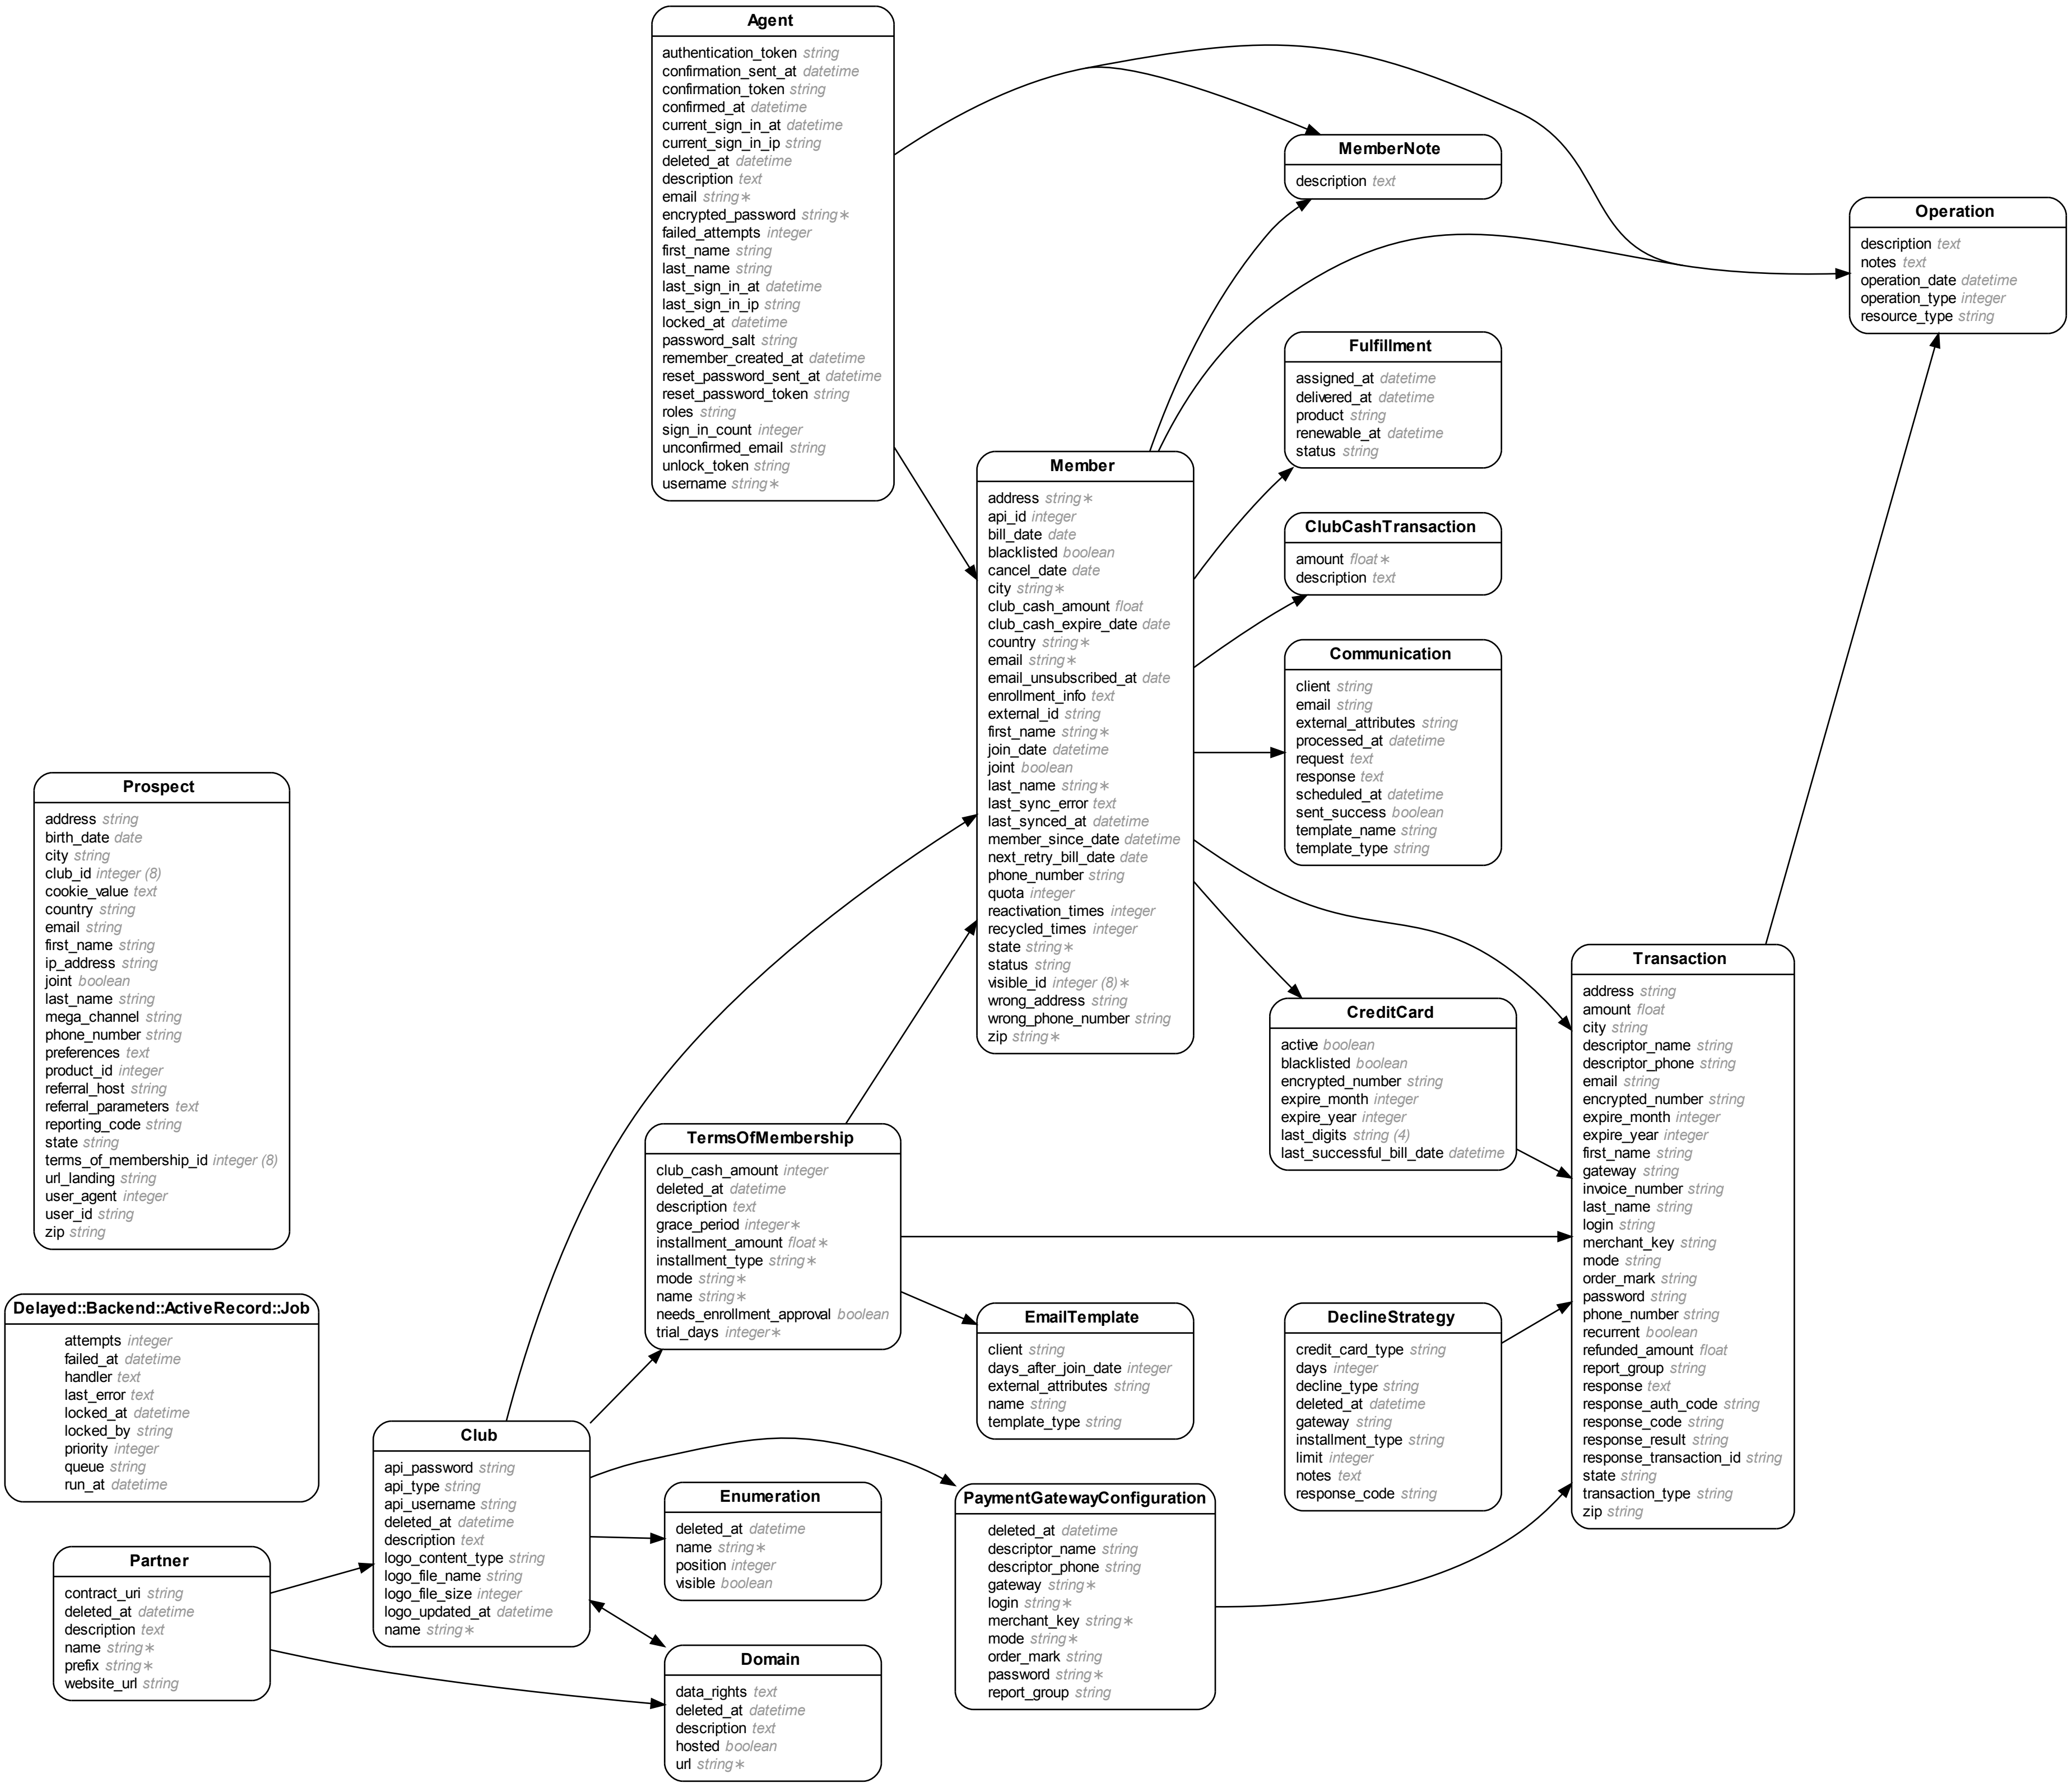 Agent
authentication_token string
confirmation_sent_at datetime
confirmation_token string
confirmed_at datetime
current_sign_in_at datetime
current_sign_in_ip string
deleted_at datetime
description text
email string∗
encrypted_password string∗
failed_attempts integer
first_name string
last_name string
last_sign_in_at datetime
last_sign_in_ip string
locked_at datetime
password_salt string
remember_created_at datetime
reset_password_sent_at datetime
reset_password_token string
roles string
sign_in_count integer
unconfirmed_email string
unlock_token string
username string∗
MemberNote
description text
Operation
description text
notes text
operation_date datetime
operation_type integer
resource_type string
Fulfillment
assigned_at datetime
delivered_at datetime
product string
renewable_at datetime
status string
Member
address string∗
api_id integer
bill_date date
blacklisted boolean
cancel_date date
city string∗
club_cash_amount float
club_cash_expire_date date
country string∗
email string∗
email_unsubscribed_at date
enrollment_info text
external_id string
first_name string∗
join_date datetime
joint boolean
last_name string∗
last_sync_error text
last_synced_at datetime
member_since_date datetime
next_retry_bill_date date
phone_number string
quota integer
reactivation_times integer
recycled_times integer
state string∗
status string
visible_id integer (8)∗
wrong_address string
wrong_phone_number string
zip string∗
ClubCashTransaction
amount float∗
description text
Communication
client string
email string
external_attributes string
processed_at datetime
request text
response text
scheduled_at datetime
sent_success boolean
template_name string
template_type string
Prospect
address string
birth_date date
city string
club_id integer (8)
cookie_value text
country string
email string
first_name string
ip_address string
joint boolean
last_name string
mega_channel string
phone_number string
preferences text
product_id integer
referral_host string
referral_parameters text
reporting_code string
state string
terms_of_membership_id integer (8)
url_landing string
user_agent integer
user_id string
zip string
Transaction
address string
amount float
city string
descriptor_name string
descriptor_phone string
email string
encrypted_number string
expire_month integer
expire_year integer
first_name string
gateway string
invoice_number string
last_name string
login string
merchant_key string
mode string
order_mark string
password string
phone_number string
recurrent boolean
refunded_amount float
report_group string
response text
response_auth_code string
response_code string
response_result string
response_transaction_id string
state string
transaction_type string
zip string
CreditCard
active boolean
blacklisted boolean
encrypted_number string
expire_month integer
expire_year integer
last_digits string (4)
last_successful_bill_date datetime
TermsOfMembership
club_cash_amount integer
deleted_at datetime
description text
grace_period integer∗
installment_amount float∗
installment_type string∗
mode string∗
name string∗
needs_enrollment_approval boolean
trial_days integer∗
Delayed::Backend::ActiveRecord::Job
attempts integer
failed_at datetime
handler text
last_error text
locked_at datetime
locked_by string
priority integer
queue string
run_at datetime
EmailTemplate
client string
days_after_join_date integer
external_attributes string
name string
template_type string
DeclineStrategy
credit_card_type string
days integer
decline_type string
deleted_at datetime
gateway string
installment_type string
limit integer
notes text
response_code string
Club
api_password string
api_type string
api_username string
deleted_at datetime
description text
logo_content_type string
logo_file_name string
logo_file_size integer
logo_updated_at datetime
name string∗
Enumeration
deleted_at datetime
name string∗
position integer
visible boolean
PaymentGatewayConfiguration
deleted_at datetime
descriptor_name string
descriptor_phone string
gateway string∗
login string∗
merchant_key string∗
mode string∗
order_mark string
password string∗
report_group string
Partner
contract_uri string
deleted_at datetime
description text
name string∗
prefix string∗
website_url string
Domain
data_rights text
deleted_at datetime
description text
hosted boolean
url string∗